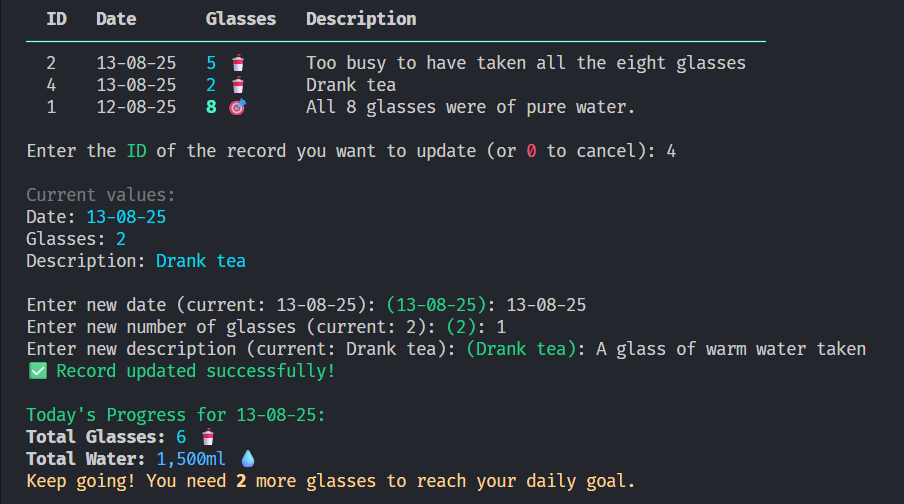 ID Date Glasses Description
2 13-08-25 5 🥤 Too busy to have taken all the eight glasses
4 13-08-25 2 🥤 Drank tea
1 12-08-25 8 🎯 All 8 glasses were of pure water.
Enter the ID of the record you want to update (or 0 to cancel): 4
Current values:
Date: 13-08-25
Glasses: 2
Description: Drank tea
Enter new date (current: 13-08-25): (13-08-25): 13-08-25
Enter new number of glasses (current: 2): (2): 1
Enter new description (current: Drank tea): (Drank tea): A glass of warm water taken
✅ Record updated successfully!
Today's Progress for 13-08-25:
Total Glasses: 6 🥤
Total Water: 1,500ml 💧
Keep going! You need 2 more glasses to reach your daily goal.